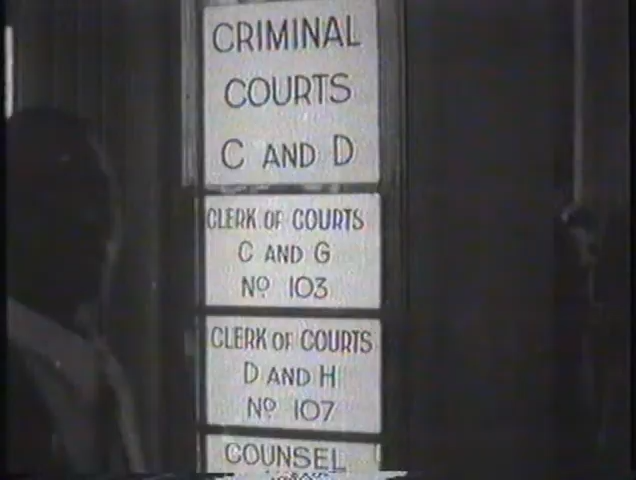 CRIMINAL
COURTS
C AND D
CLERK OF COURTS
C AND G
Nº 103
CLERK OF COURTS
D AND H
Nº 107
COUNSEL